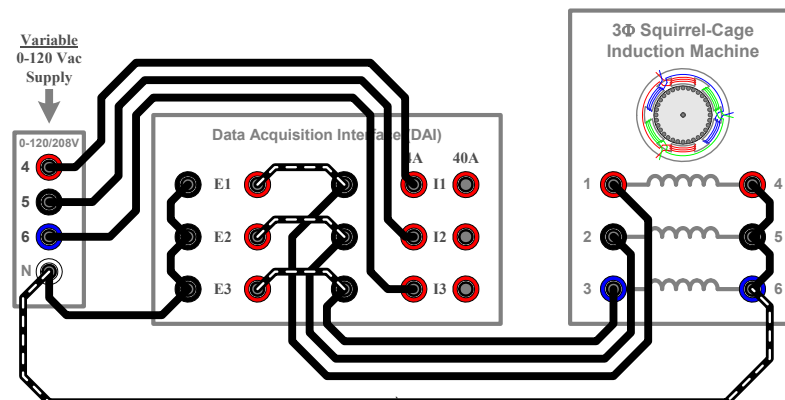 Variable
0-120 Vac
Supply
0-120/208V
4
5
6
N
Data Acquisition Interface (DAI)
4A 40A
E1 I1
E2 I2
E3 I3
3Φ Squirrel-Cage
Induction Machine
1 4
2 5
3 6